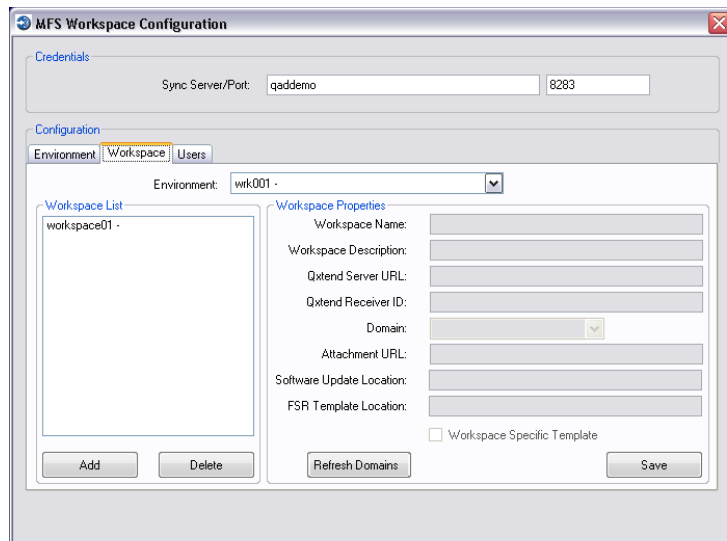 MFS Workspace Configuration
Credentials
Sync Server/Port: qaddemo 8283
Configuration
Environment Workspace Users
Environment: wrk001 -
Workspace List
workspace01 -
Add Delete
Workspace Properties
Workspace Name:
Workspace Description:
Qxtend Server URL:
Qxtend Receiver ID:
Domain:
Attachment URL:
Software Update Location:
FSR Template Location:
Workspace Specific Template
Refresh Domains Save